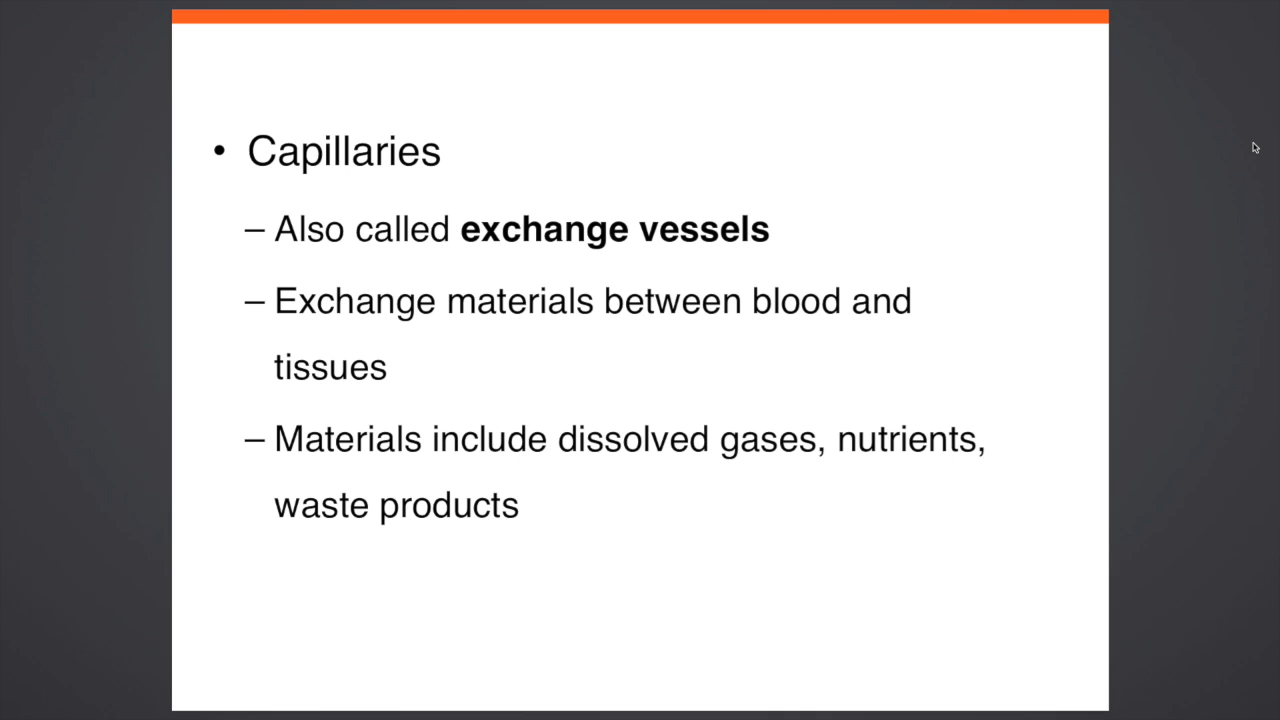 • Capillaries
– Also called exchange vessels
– Exchange materials between blood and
tissues
– Materials include dissolved gases, nutrients,
waste products